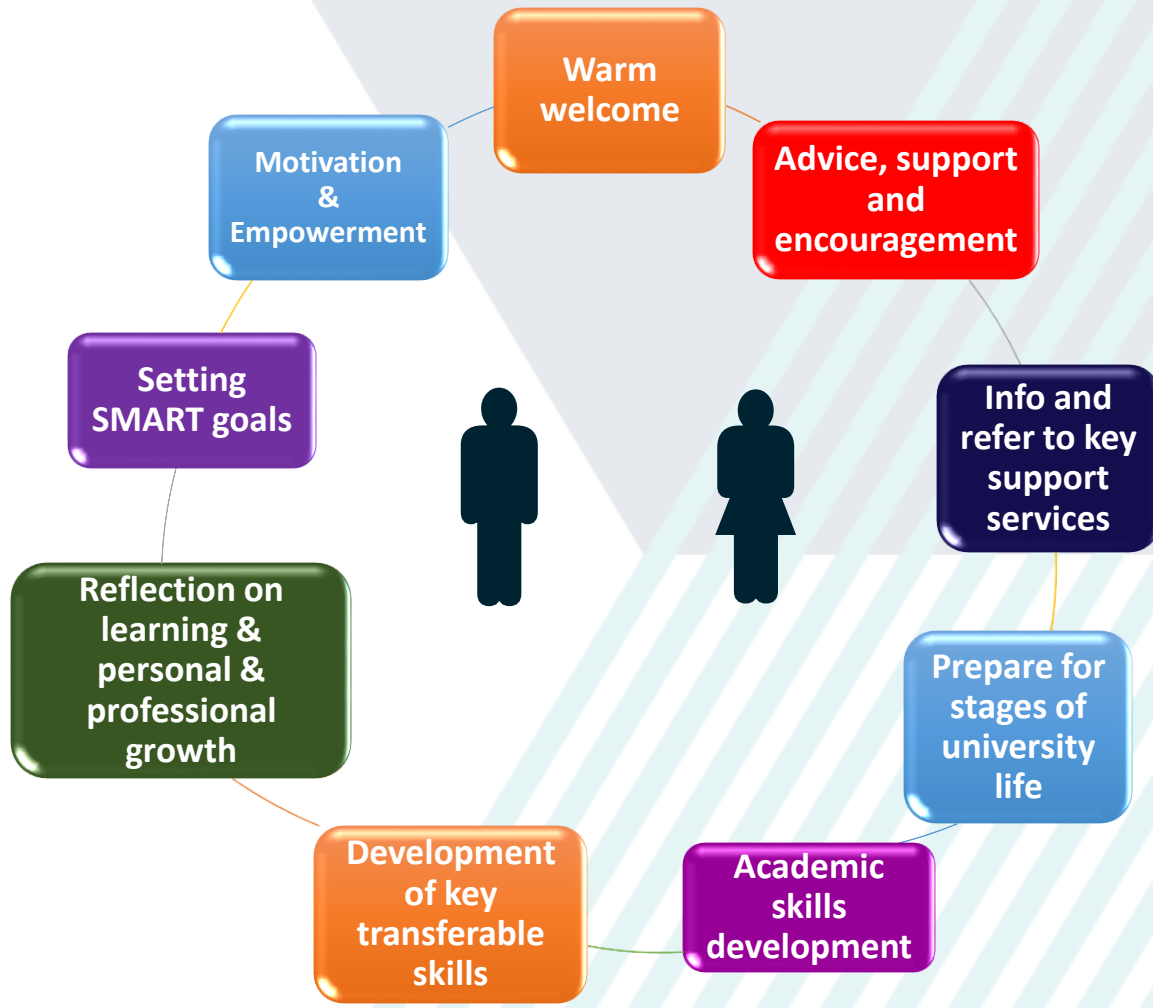 Warm
welcome
Advice, support
and
encouragement
Info and
refer to key
support
services
Prepare for
stages of
university
life
Academic
skills
development
Development
of key
transferable
skills
Reflection on
learning &
personal &
professional
growth
Setting
SMART goals
Motivation
&
Empowerment